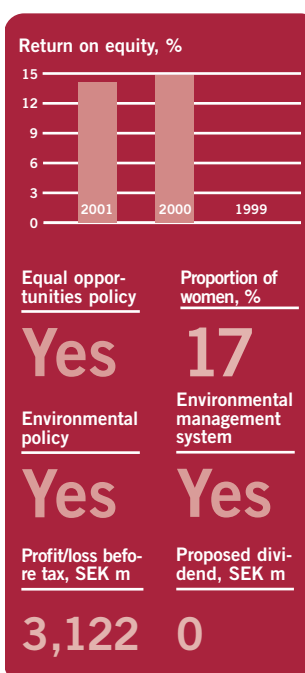 Return on equity, %
15
12
9
6
3
0
2001 2000 1999
Equal oppor-
tunities policy
Yes
Proportion of
women, %
17
Environmental
policy
Yes
Environmental
management
system
Yes
Profit/loss befo-
re tax, SEK m
3,122
Proposed divi-
dend, SEK m
0